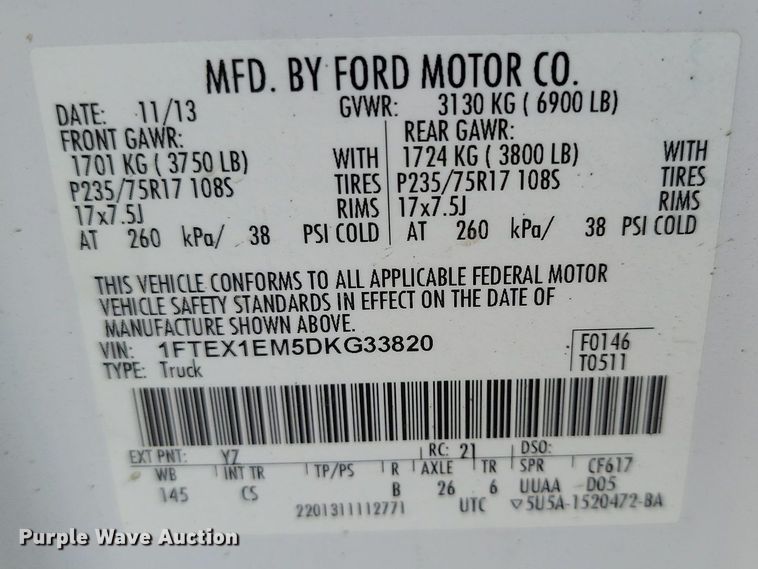 MFD. BY FORD MOTOR CO.
DATE: 11/13 GVWR: 3130 KG ( 6900 LB)
FRONT GAWR: REAR GAWR:
1701 KG ( 3750 LB) WITH 1724 KG ( 3800 LB) WITH
P235/75R17 108S TIRES P235/75R17 108S TIRES
17x7.5J RIMS 17x7.5J RIMS
AT 260 kPa/ 38 PSI COLD AT 260 kPa/ 38 PSI COLD
THIS VEHICLE CONFORMS TO ALL APPLICABLE FEDERAL MOTOR
VEHICLE SAFETY STANDARDS IN EFFECT ON THE DATE OF
MANUFACTURE SHOWN ABOVE.
VIN: 1FTEX1EM5DKG33820 F0146
TYPE: Truck T0511
EXT PNT: YZ RC: 21 DSO:
WB INT TR TP/PS R AXLE TR SPR CF617
145 CS B 26 6 UUAA D05
2201311112771 UTC ▽5U5A-1520472-BA
Purple Wave Auction